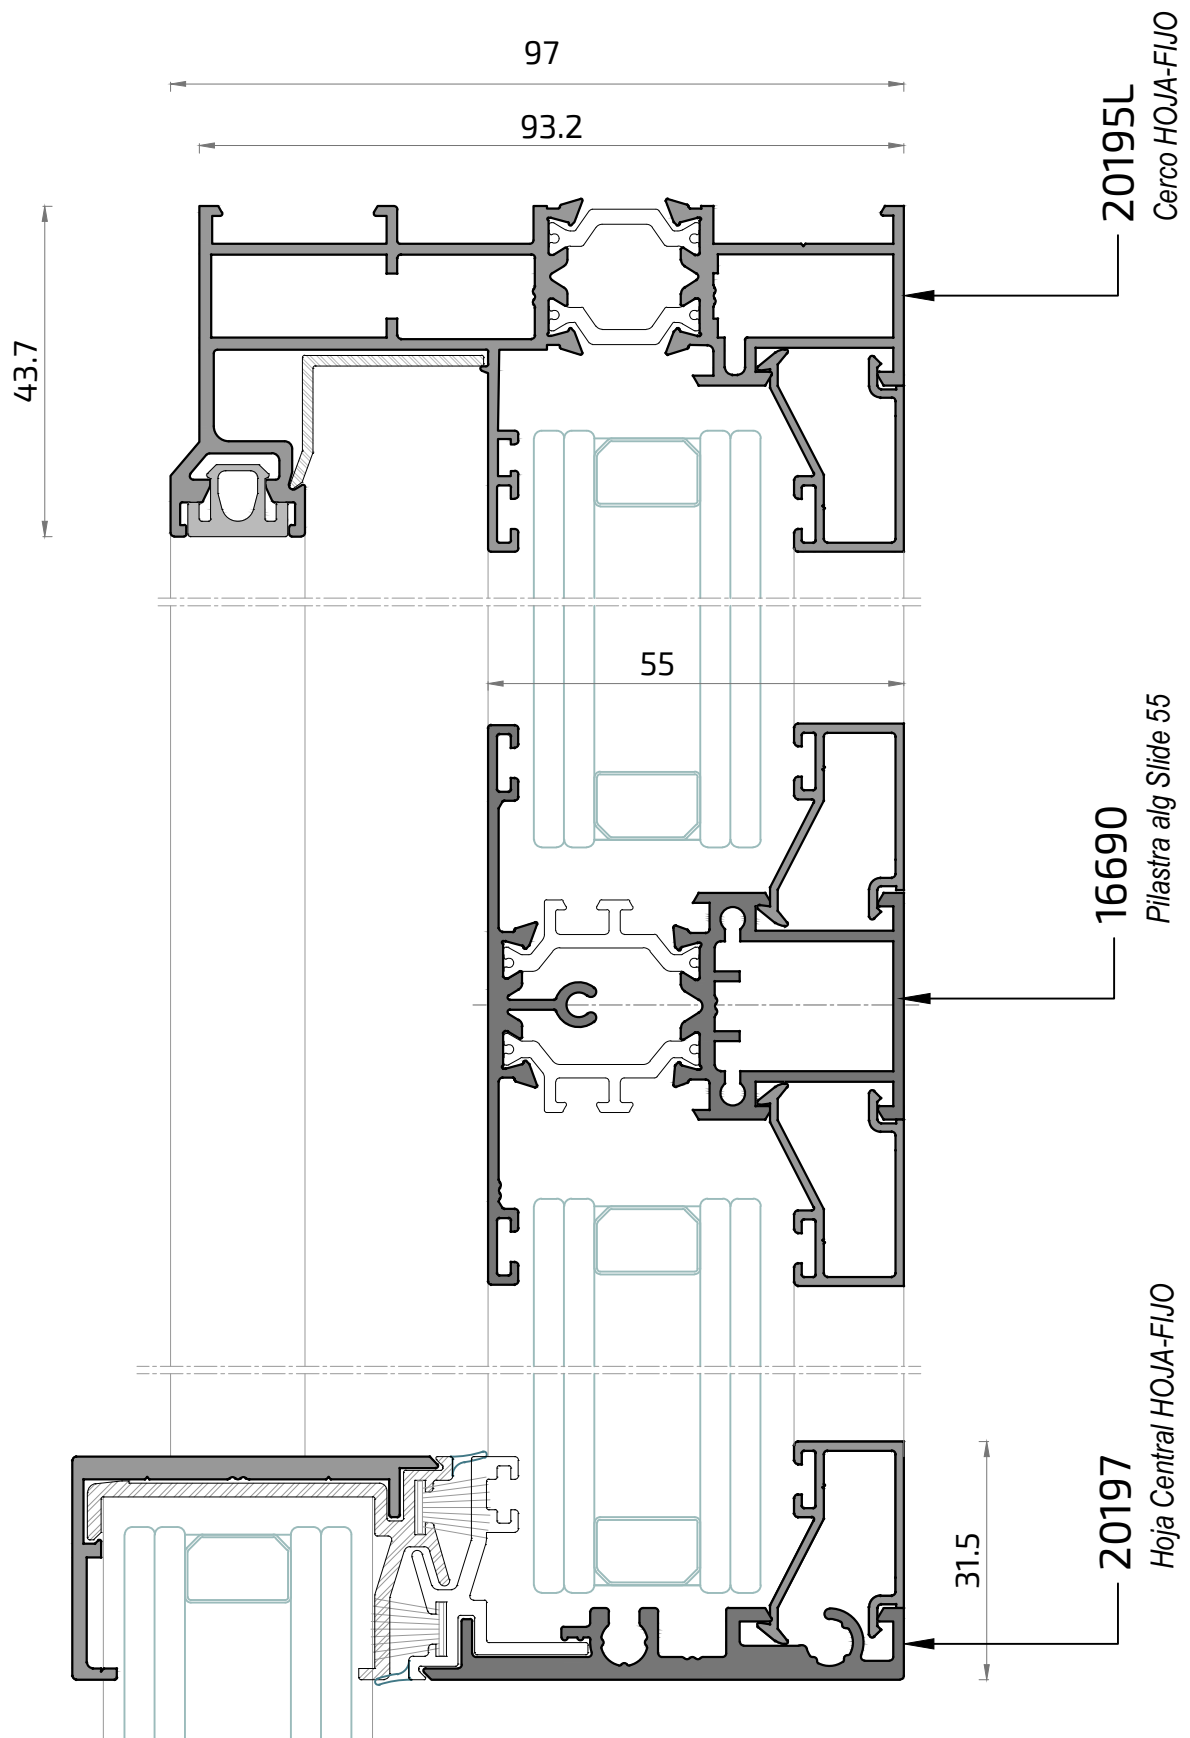 97
93.2
43.7
20195L
Cerco HOJA-FIJO
55
16690
Pilastra alg Slide 55
20197
Hoja Central HOJA-FIJO
31.5